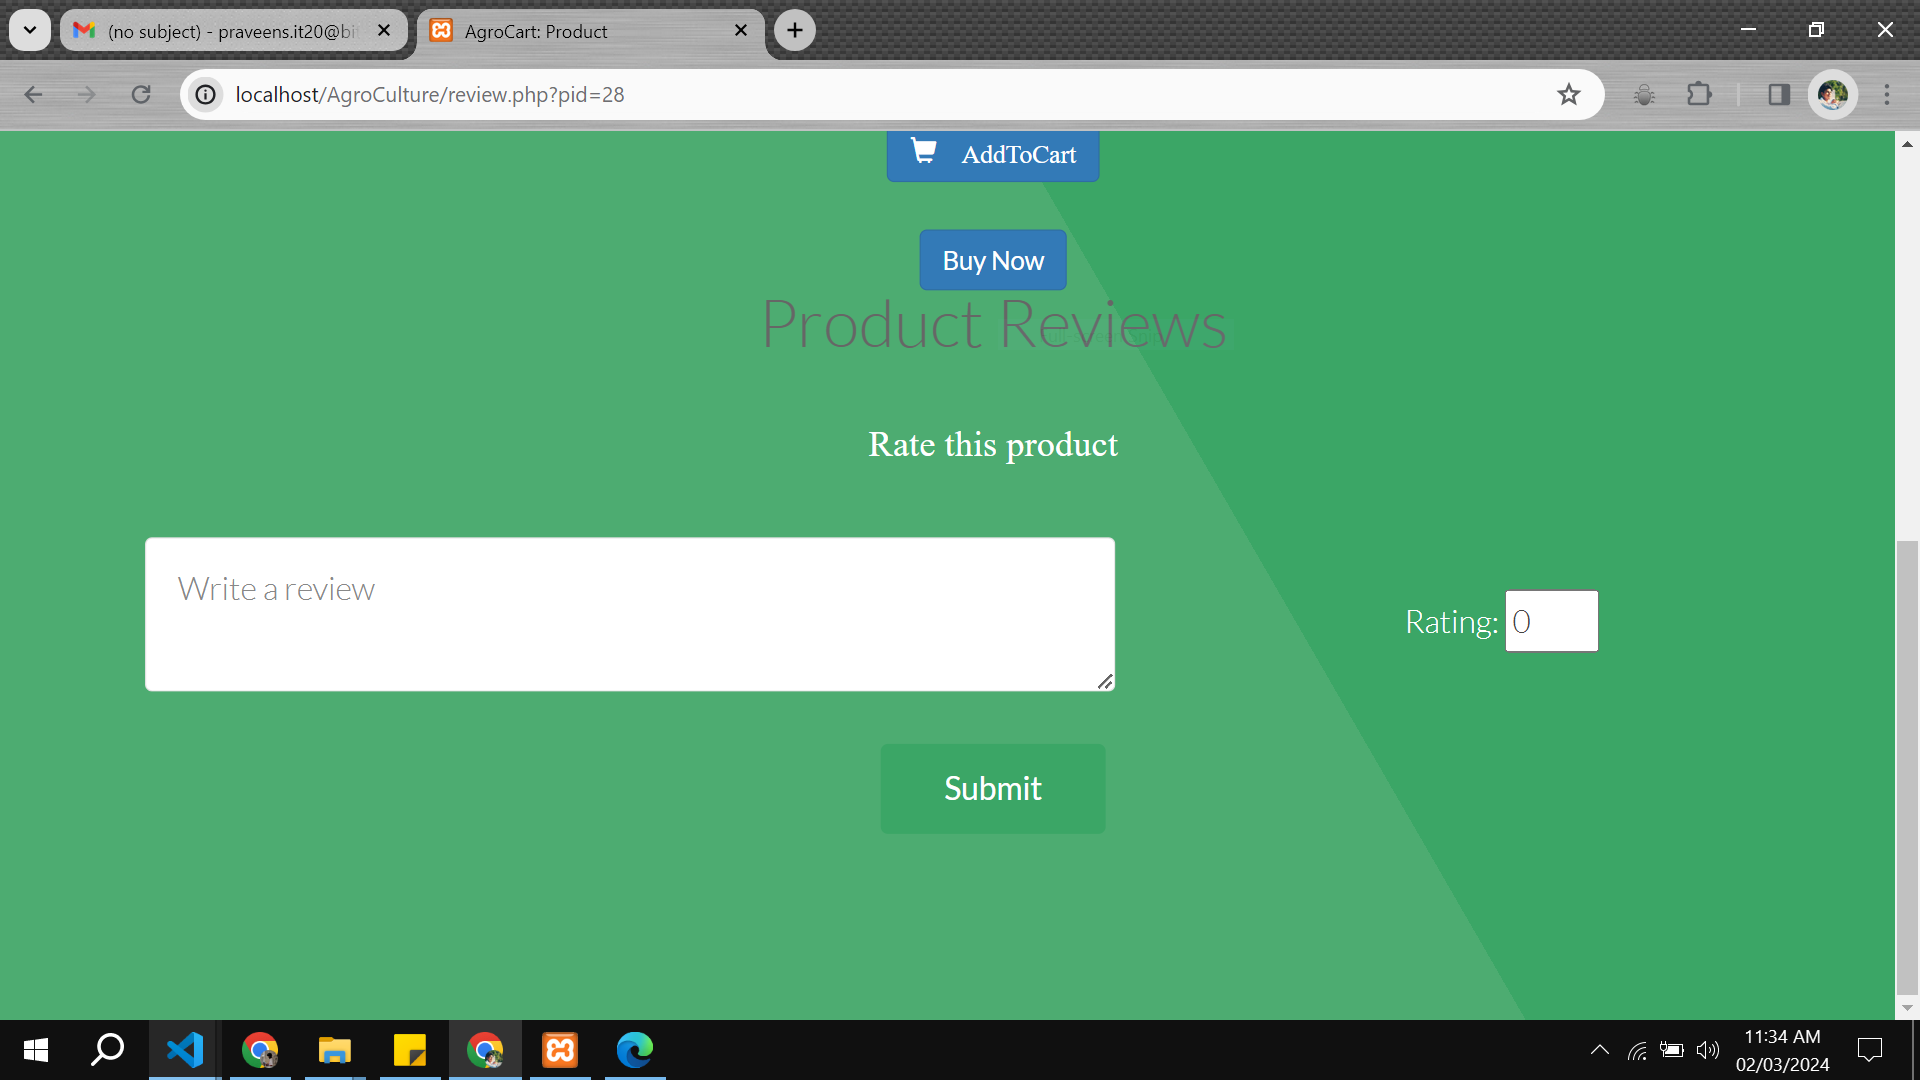 (no subject) - praveens.it20@bi
AgroCart: Product
localhost/AgroCulture/review.php?pid=28
AddToCart
Buy Now
Product Reviews
Rate this product
Write a review
Rating: 0
Submit
11:34 AM
02/03/2024